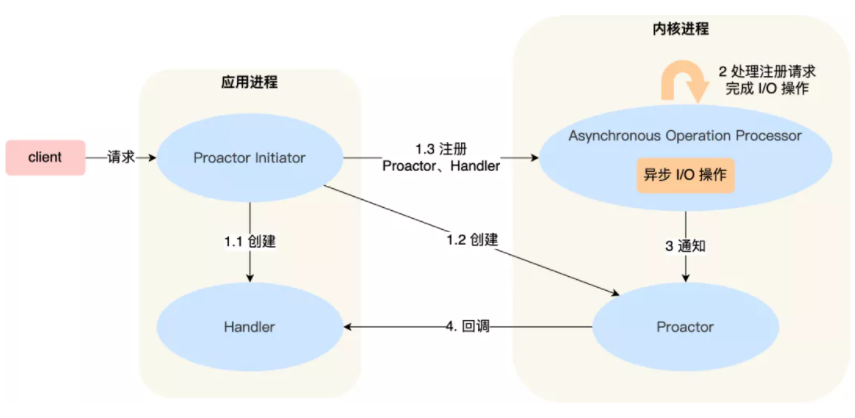 内核进程
应用进程
2 处理注册请求
完成 I/O 操作
Asynchronous Operation Processor
client
请求
Proactor Initiator
1.3 注册
Proactor、Handler
异步 I/O 操作
1.1 创建
1.2 创建
3 通知
Handler
4. 回调
Proactor